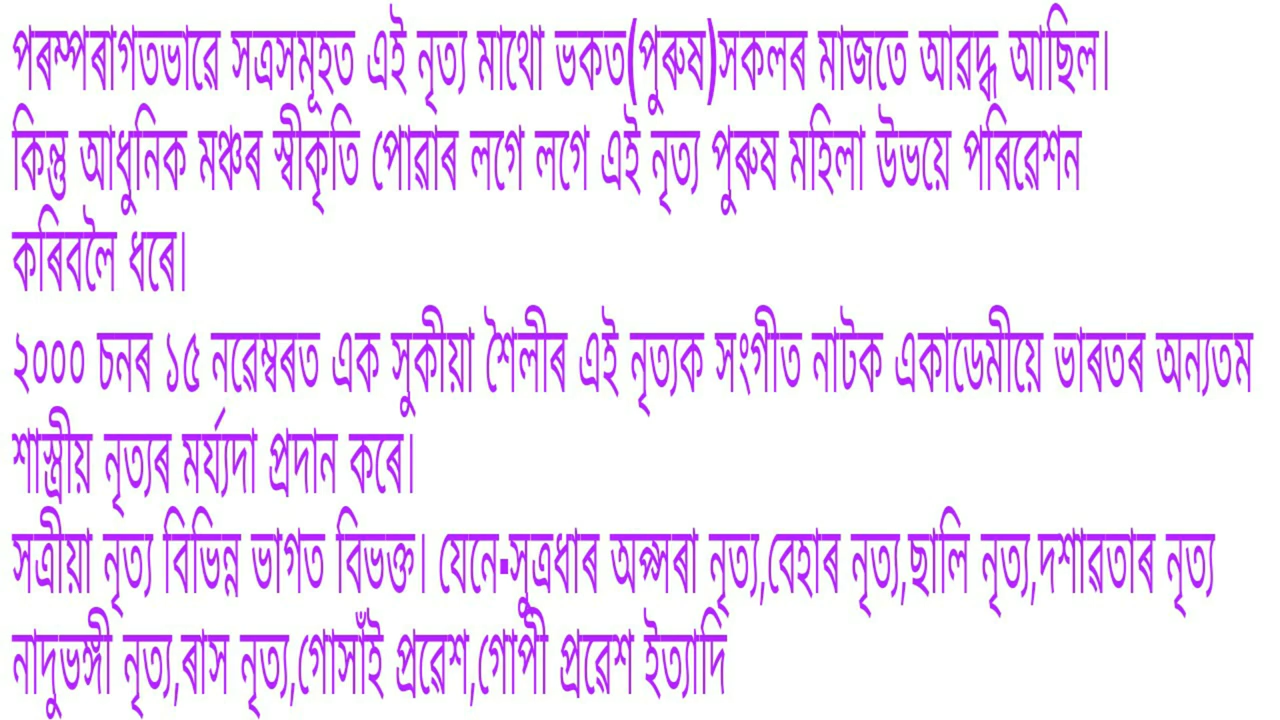 পৰম্পৰাগতভাৱে সত্ৰসমূহত এই নৃত্য মাথো ভকত(পুৰুষ)সকলৰ মাজতে আৱদ্ধ আছিল।
কিন্তু আধুনিক মঞ্চৰ স্বীকৃতি পোৱাৰ লগে লগে এই নৃত্য পুৰুষ মহিলা উভয়ে পৰিৱেশন
কৰিবলৈ ধৰে।
২০০০ চনৰ ১৫ নৱেম্বৰত এক সুকীয়া শৈলীৰ এই নৃত্যক সংগীত নাটক একাডেমীয়ে ভাৰতৰ অন্যতম
শাস্ত্ৰীয় নৃত্যৰ মৰ্য্যদা প্ৰদান কৰে।
সত্ৰীয়া নৃত্য বিভিন্ন ভাগত বিভক্ত। যেনে-সুত্ৰধাৰ অপ্সৰা নৃত্য,বেহাৰ নৃত্য,ছালি নৃত্য,দশাৱতাৰ নৃত্য
নাদুভঙ্গী নৃত্য,ৰাস নৃত্য,গোসাঁই প্ৰৱেশ,গোপী প্ৰৱেশ ইত্যাদি